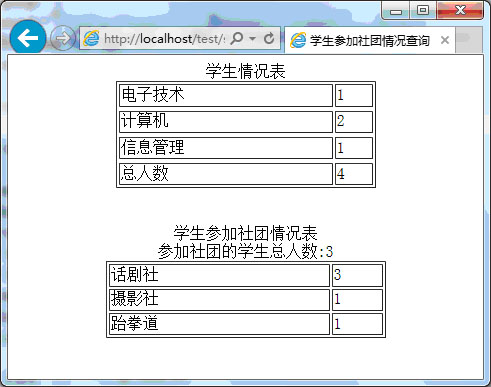 http://localhost/test/s
学生参加社团情况查询
学生情况表
电子技术 1
计算机 2
信息管理 1
总人数 4
学生参加社团情况表
参加社团的学生总人数:3
话剧社 3
摄影社 1
跆拳道 1